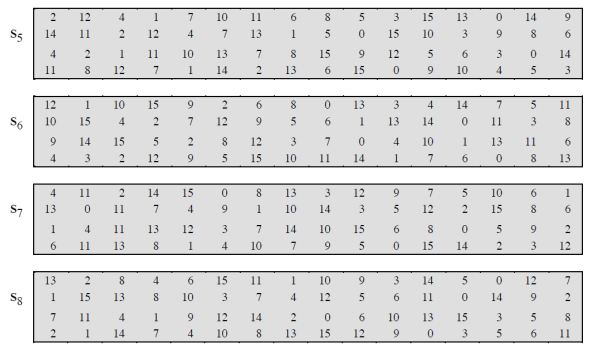 2 12 4 1 7 10 11 6 8 5 3 15 13 0 14 9
S5 14 11 2 12 4 7 13 1 5 0 15 10 3 9 8 6
4 2 1 11 10 13 7 8 15 9 12 5 6 3 0 14
11 8 12 7 1 14 2 13 6 15 0 9 10 4 5 3
12 1 10 15 9 2 6 8 0 13 3 4 14 7 5 11
S6 10 15 4 2 7 12 9 5 6 1 13 14 0 11 3 8
9 14 15 5 2 8 12 3 7 0 4 10 1 13 11 6
4 3 2 12 9 5 15 10 11 14 1 7 6 0 8 13
4 11 2 14 15 0 8 13 3 12 9 7 5 10 6 1
S7 13 0 11 7 4 9 1 10 14 3 5 12 2 15 8 6
1 4 11 13 12 3 7 14 10 15 6 8 0 5 9 2
6 11 13 8 1 4 10 7 9 5 0 15 14 2 3 12
13 2 8 4 6 15 11 1 10 9 3 14 5 0 12 7
S8 1 15 13 8 10 3 7 4 12 5 6 11 0 14 9 2
7 11 4 1 9 12 14 2 0 6 10 13 15 3 5 8
2 1 14 7 4 10 8 13 15 12 9 0 3 5 6 11